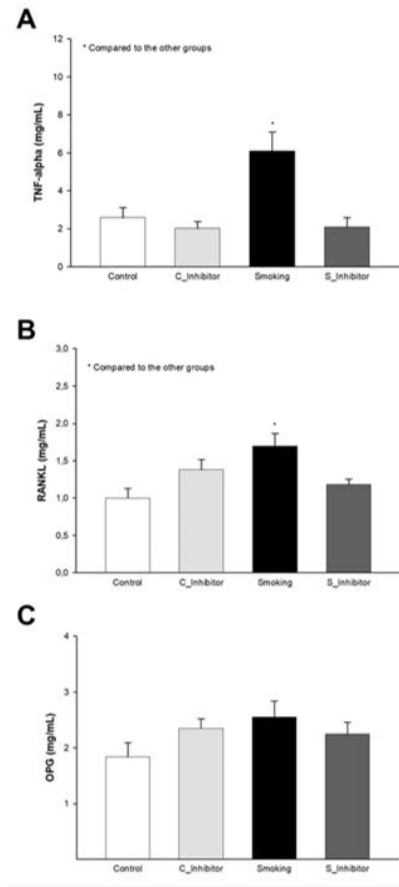 A
* Compared to the other groups
TNF-alpha (mg/mL)
12
10
8
6
4
2
0
*
Control C_Inhibitor Smoking S_Inhibitor
B
* Compared to the other groups
RANKL (mg/mL)
3,0
2,5
2,0
1,5
1,0
0,5
0,0
*
Control C_Inhibitor Smoking S_Inhibitor
C
OPG (mg/mL)
4
3
2
1
Control C_Inhibitor Smoking S_Inhibitor